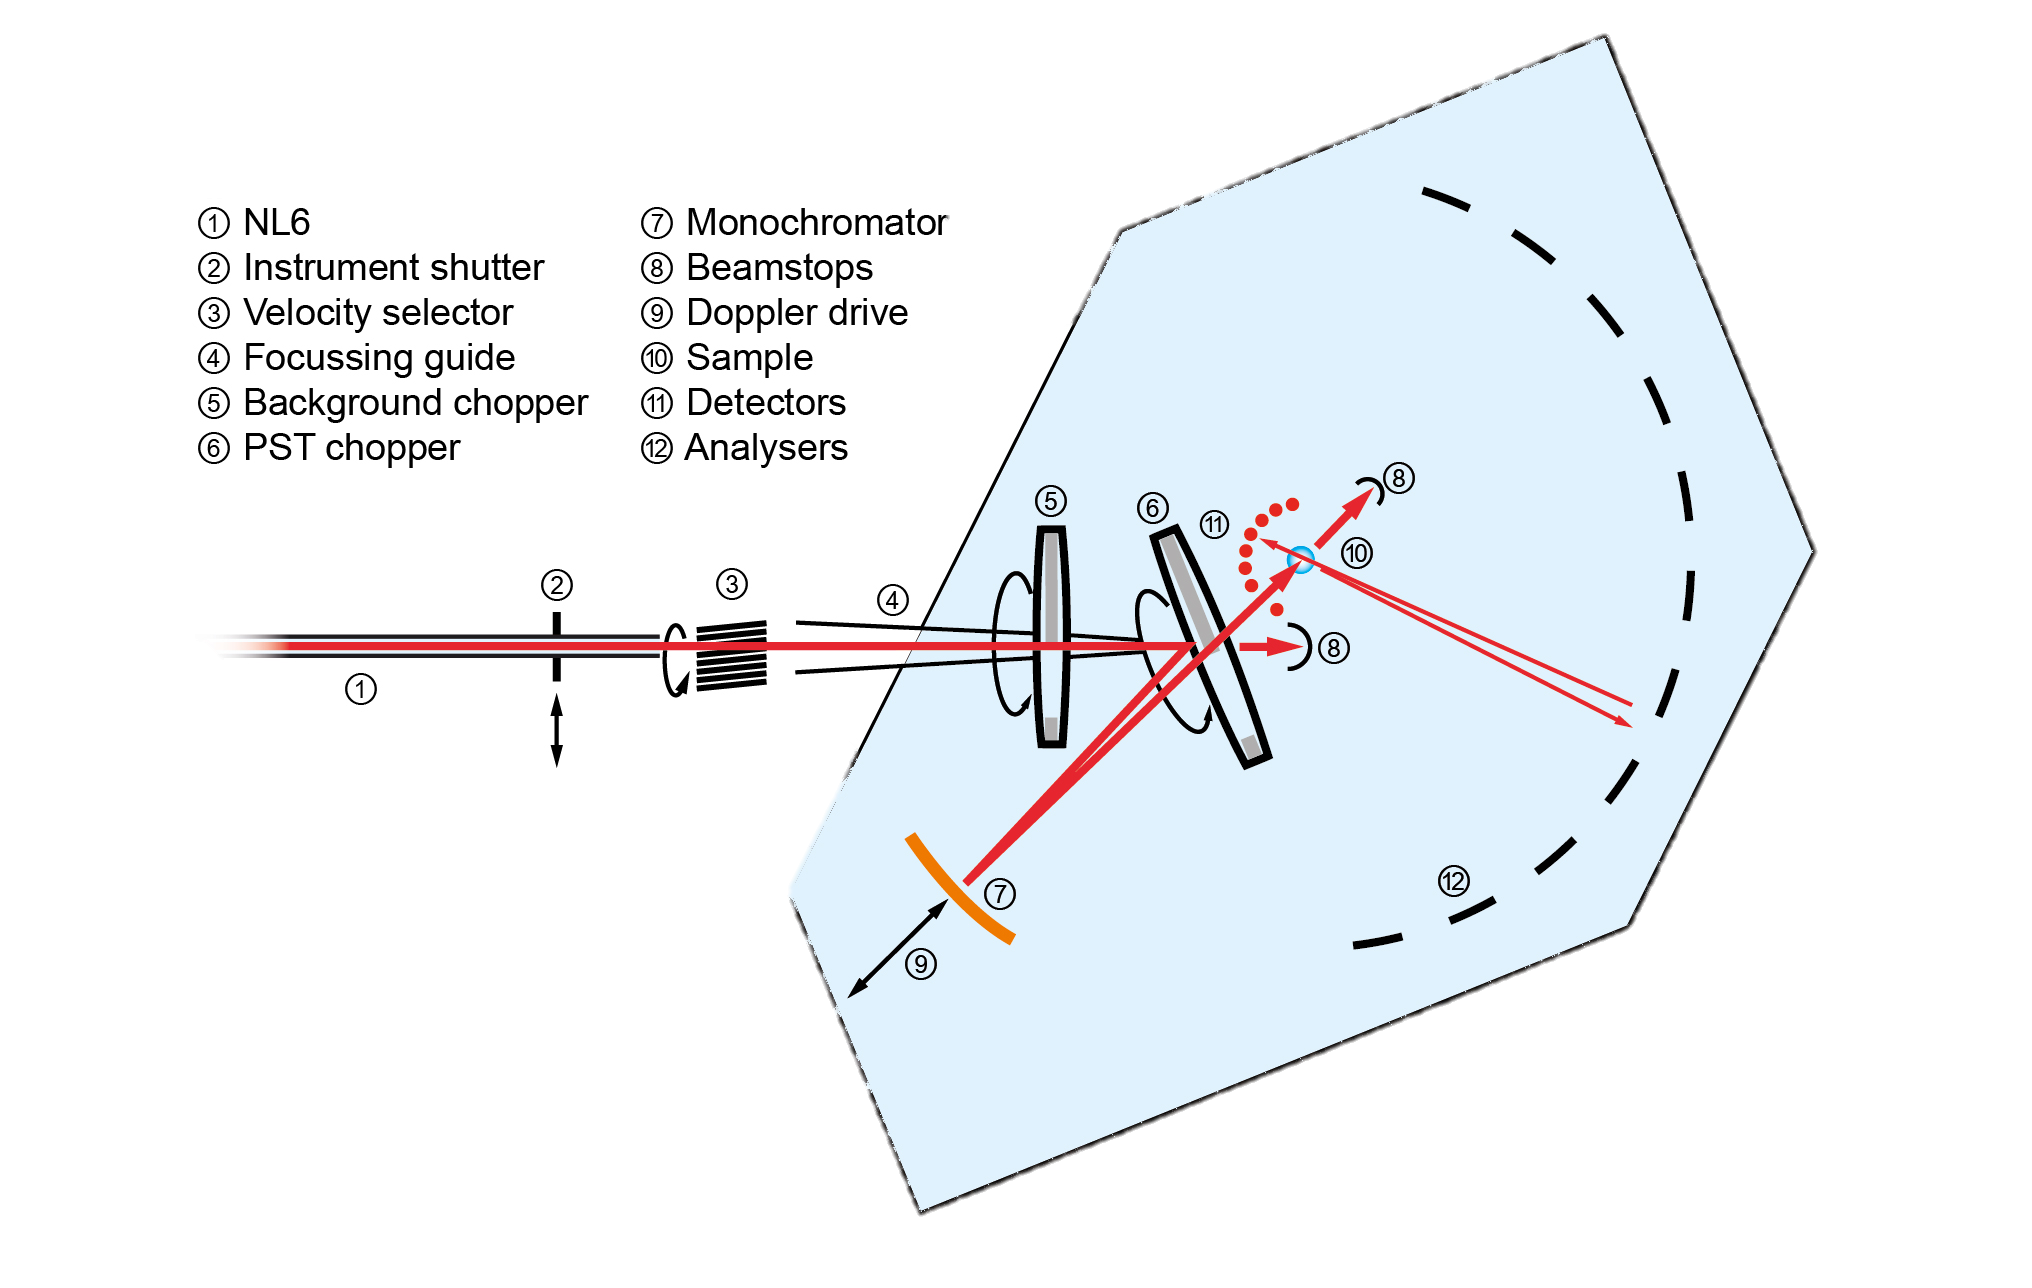 ① NL6
② Instrument shutter
③ Velocity selector
④ Focussing guide
⑤ Background chopper
⑥ PST chopper
⑦ Monochromator
⑧ Beamstops
⑨ Doppler drive
⑩ Sample
⑪ Detectors
⑫ Analysers
⑧
⑤
⑥
⑪
⑩
②
③
④
⑧
①
⑫
⑦
⑨